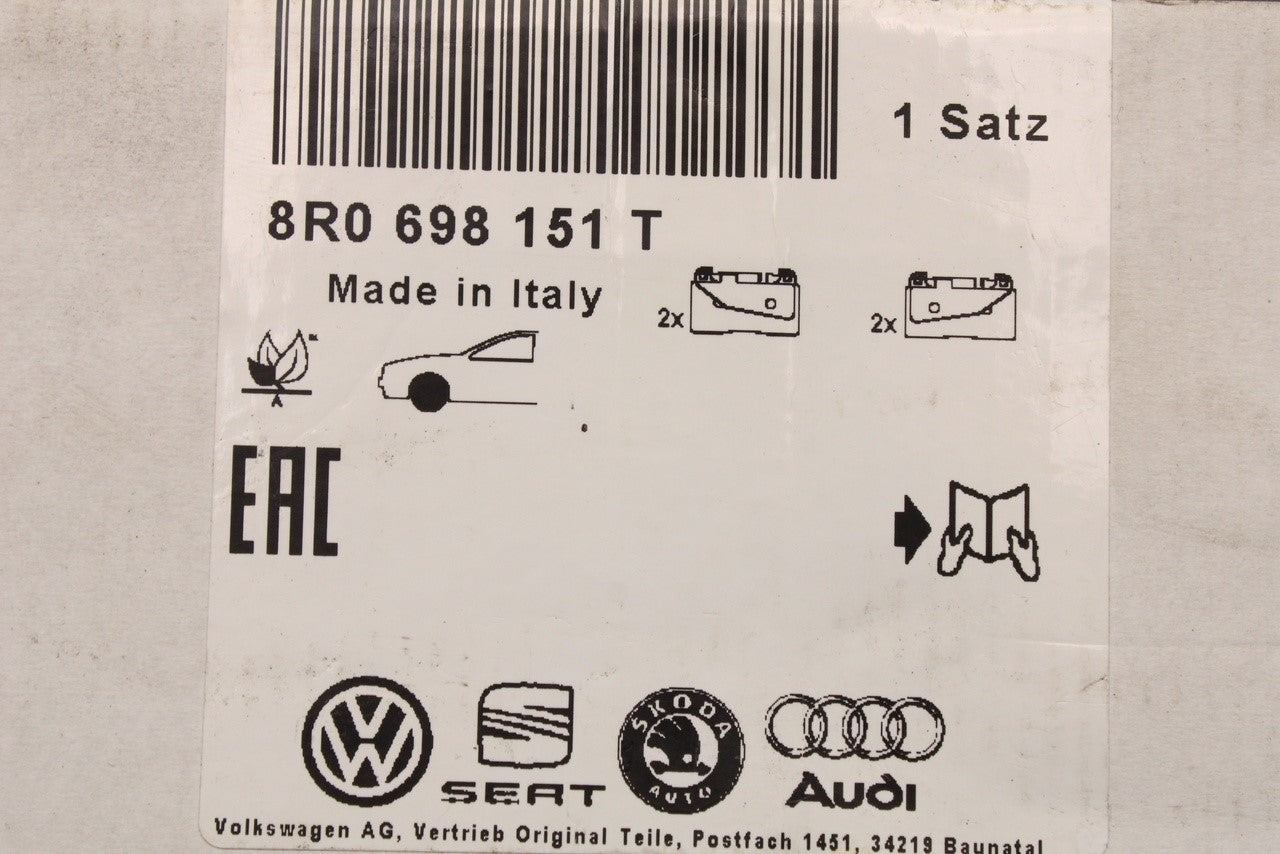 1 Satz
8R0 698 151 T
Made in Italy
2x
2x
A
EAC
SEAT
SKODA
AUTO
Audi
Volkswagen AG, Vertrieb Original Teile, Postfach 1451, 34219 Baunatal